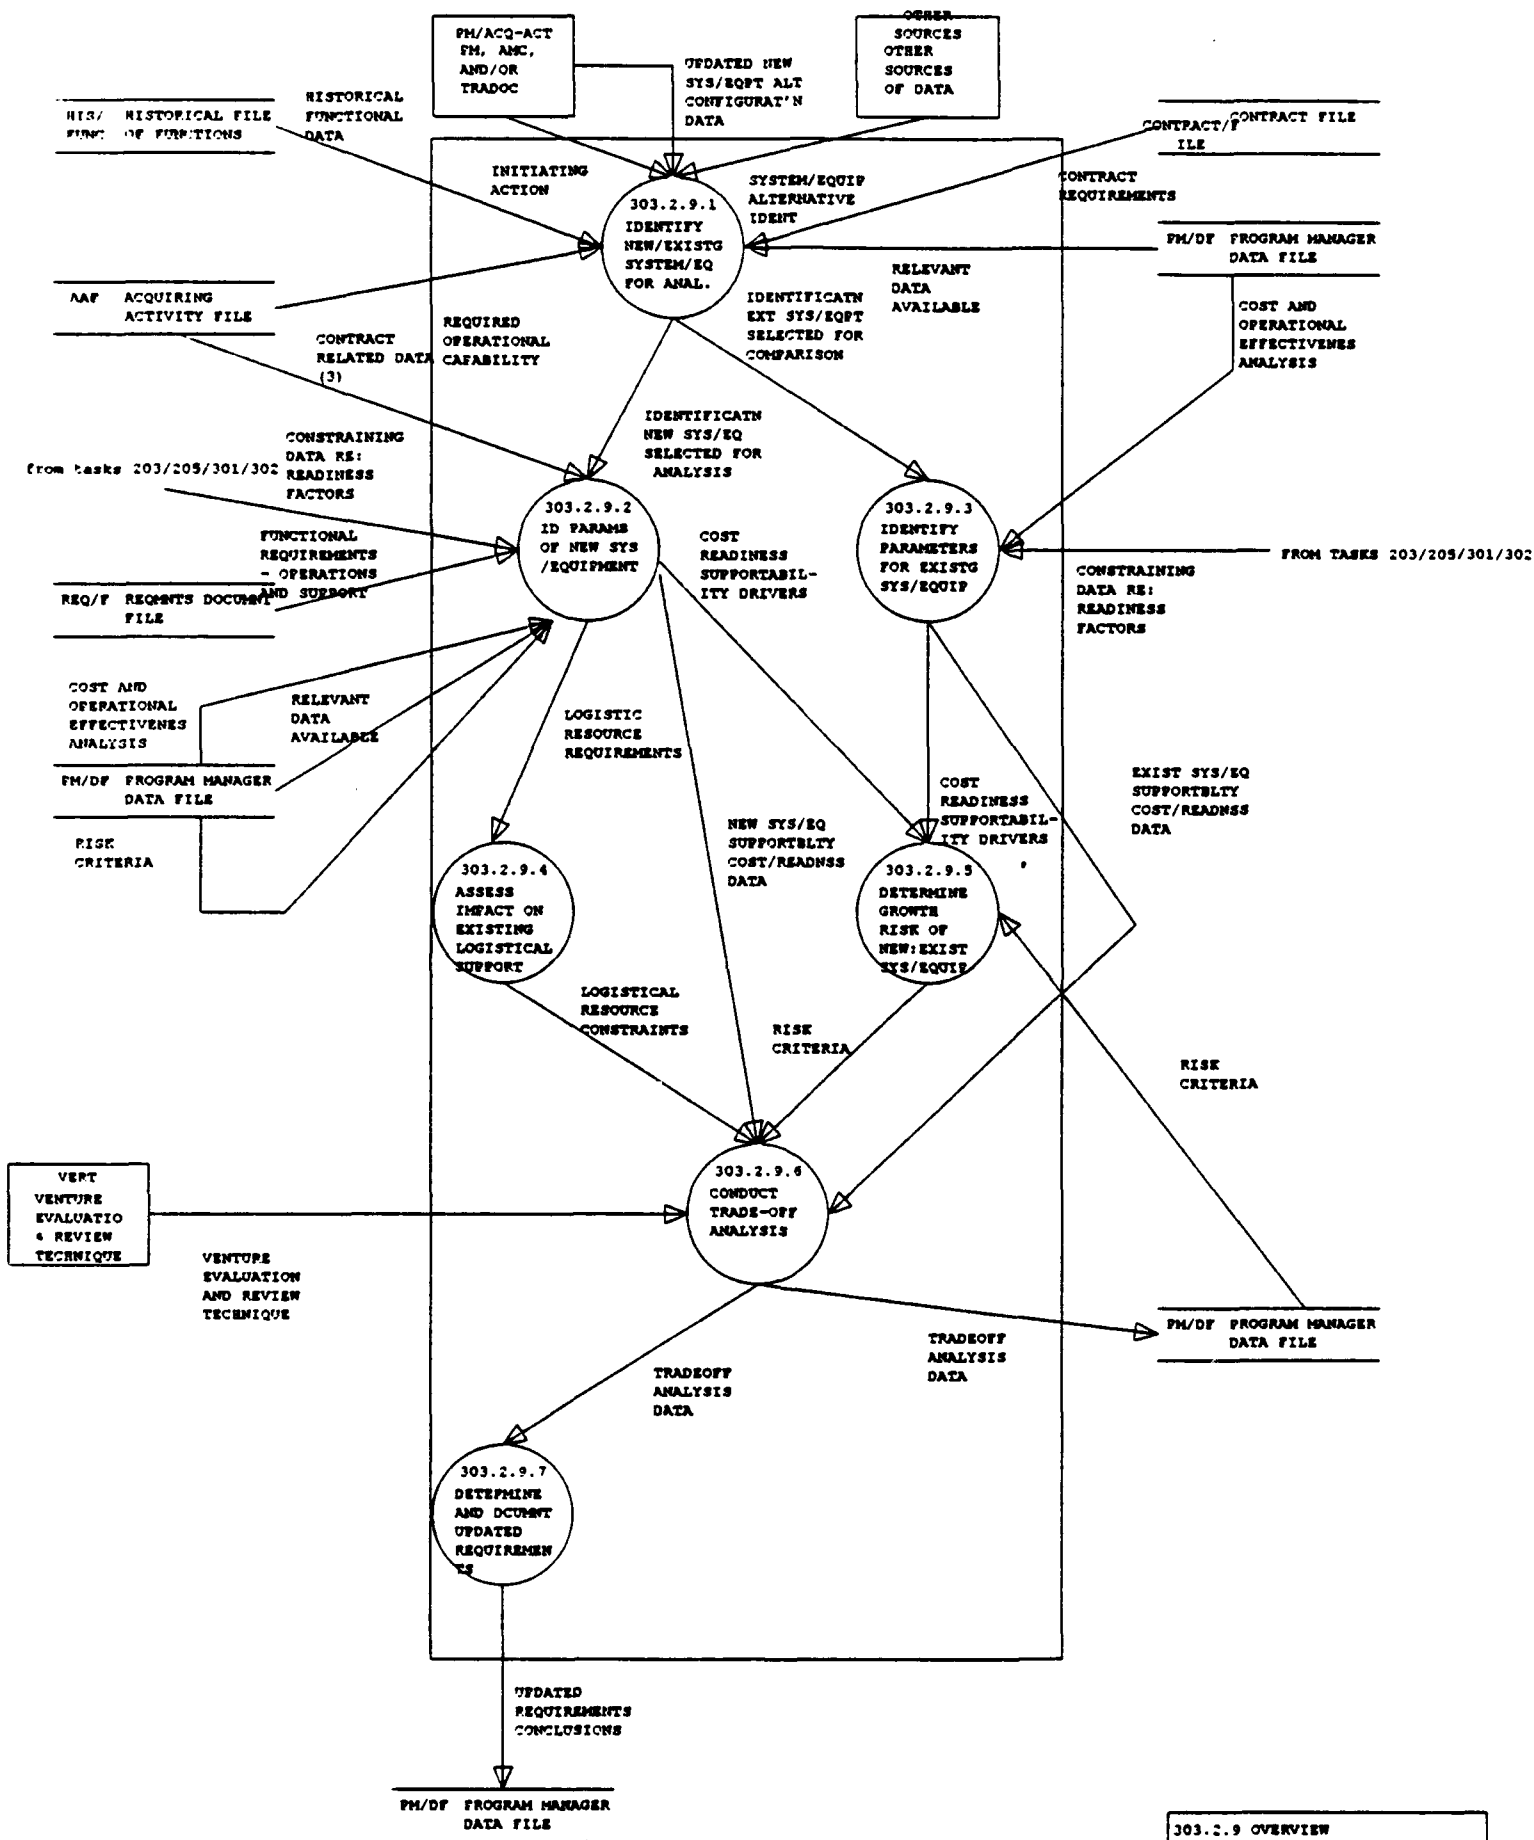 PM/ACQ-ACT
PM, AMC,
AND/OR
TRADOC
OTHER
SOURCES
OTHER
SOURCES
OF DATA
UPDATED NEW
SYS/EQPT ALT
CONFIGURAT'N
DATA
HIS/ HISTORICAL FILE
FUNC OF FUNCTIONS
HISTORICAL
FUNCTIONAL
DATA
CONTRACT FILE
CONTRACT/F
ILE
INITIATING
ACTION
SYSTEM/EQUIP
ALTERNATIVE
IDENT
CONTRACT
REQUIREMENTS
303.2.9.1
IDENTIFY
NEW/EXISTG
SYSTEM/EQ
FOR ANAL.
PM/DF PROGRAM MANAGER
DATA FILE
RELEVANT
DATA
AVAILABLE
AAF ACQUIRING
ACTIVITY FILE
IDENTIFICATN
EXT SYS/EQPT
SELECTED FOR
COMPARISON
COST AND
OPERATIONAL
EFFECTIVENES
ANALYSIS
REQUIRED
OPERATIONAL
CAPABILITY
CONTRACT
RELATED DATA
(3)
IDENTIFICATN
NEW SYS/EQ
SELECTED FOR
ANALYSIS
CONSTRAINING
DATA RE:
READINESS
FACTORS
from tasks 203/205/301/302
303.2.9.2
ID PARAMS
OF NEW SYS
/EQUIPMENT
COST
READINESS
SUPPORTABIL-
ITY DRIVERS
303.2.9.3
IDENTIFY
PARAMETERS
FOR EXISTG
SYS/EQUIP
FROM TASKS 203/205/301/302
CONSTRAINING
DATA RE:
READINESS
FACTORS
FUNCTIONAL
REQUIREMENTS
- OPERATIONS
AND SUPPORT
REQ/F REQMNTS DOCUMNT
FILE
COST AND
OPERATIONAL
EFFECTIVENES
ANALYSIS
RELEVANT
DATA
AVAILABLE
LOGISTIC
RESOURCE
REQUIREMENTS
PM/DF PROGRAM MANAGER
DATA FILE
RISK
CRITERIA
EXIST SYS/EQ
SUPPORTBLTY
COST/READNSS
DATA
COST
READINESS
SUPPORTABIL-
ITY DRIVERS
NEW SYS/EQ
SUPPORTBLTY
COST/READNSS
DATA
303.2.9.4
ASSESS
IMPACT ON
EXISTING
LOGISTICAL
SUPPORT
303.2.9.5
DETERMINE
GROWTH
RISK OF
NEW:EXIST
SYS/EQUIP
LOGISTICAL
RESOURCE
CONSTRAINTS
RISK
CRITERIA
RISK
CRITERIA
VERT
VENTURE
EVALUATIO
& REVIEW
TECHNIQUE
303.2.9.6
CONDUCT
TRADE-OFF
ANALYSIS
VENTURE
EVALUATION
AND REVIEW
TECHNIQUE
PM/DF PROGRAM MANAGER
DATA FILE
TRADEOFF
ANALYSIS
DATA
TRADEOFF
ANALYSIS
DATA
303.2.9.7
DETERMINE
AND DCUMNT
UPDATED
REQUIREMEN
TS
UPDATED
REQUIREMENTS
CONCLUSIONS
PM/DF PROGRAM MANAGER
DATA FILE
303.2.9 OVERVIEW